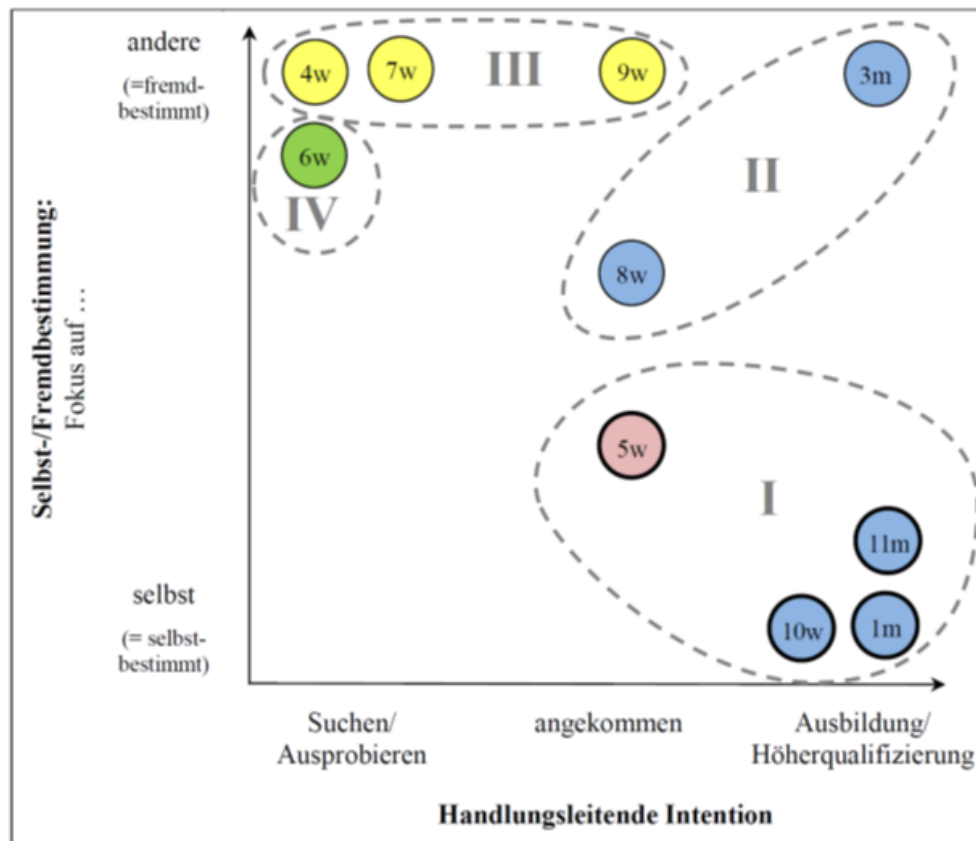 andere
(=fremd-
bestimmt)
4w
7w
III
9w
3m
6w
IV
II
8w
Selbst-/Fremdbestimmung:
Fokus auf …
5w
I
11m
selbst
(= selbst-
bestimmt)
10w
1m
Suchen/
Ausprobieren
angekommen
Ausbildung/
Höherqualifizierung
Handlungsleitende Intention